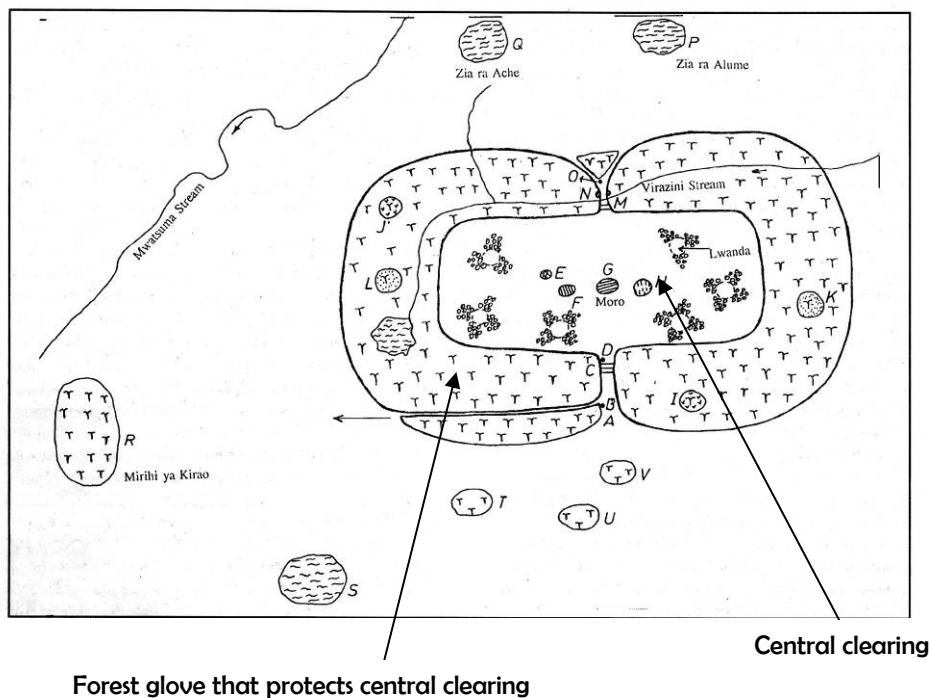 Q
P
Zia ra Ache
Zia ra Alume
Mwatsuma Stream
O
N
M
Virazini Stream
J
Lwanda
E
G
H
L
F
Moro
K
D
C
I
B
A
R
Mirihi ya Kirao
V
T
U
S
Central clearing
Forest glove that protects central clearing